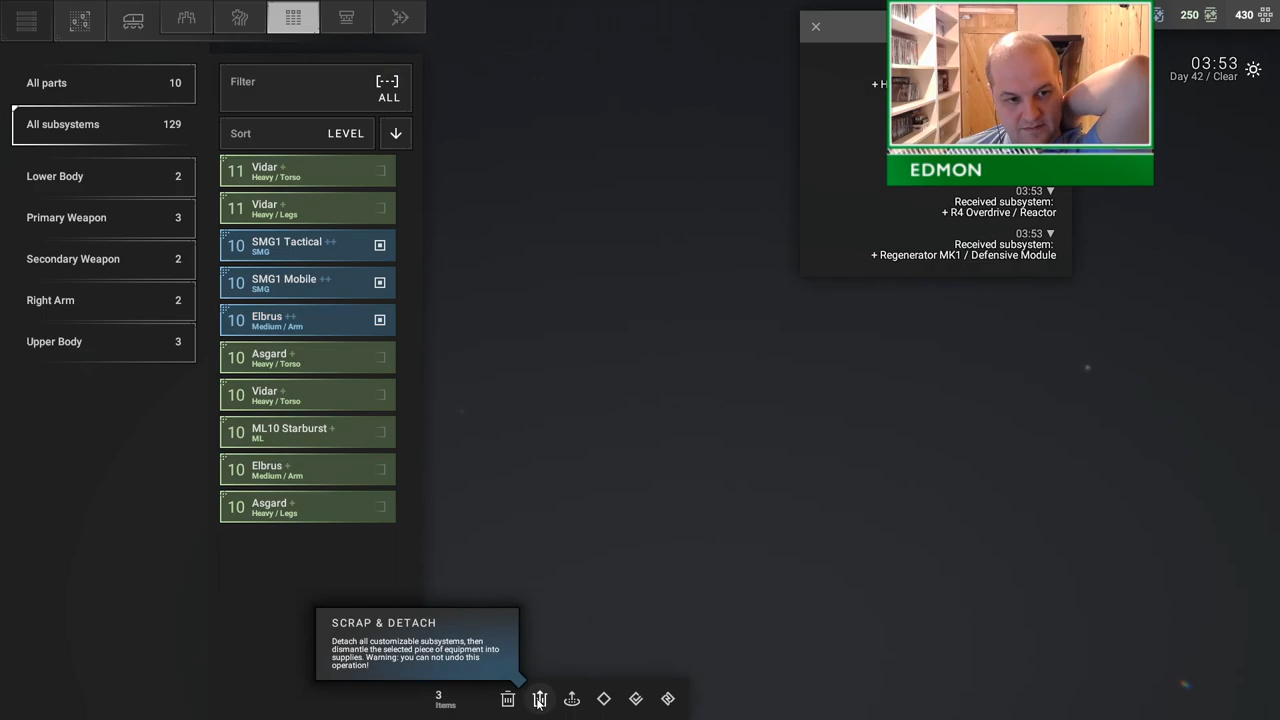 250
430
03:53
Day 42 / Clear
EDMON
03:53
Received subsystem:
+ R4 Overdrive / Reactor
03:53
Received subsystem:
+ Regenerator MK1 / Defensive Module
All parts 10
All subsystems 129
Lower Body 2
Primary Weapon 3
Secondary Weapon 2
Right Arm 2
Upper Body 3
Filter
[---]
ALL
Sort LEVEL
11 Vidar +
Heavy / Torso
11 Vidar +
Heavy / Legs
10 SMG1 Tactical ++
SMG
10 SMG1 Mobile ++
SMG
10 Elbrus ++
Medium / Arm
10 Asgard +
Heavy / Torso
10 Vidar +
Heavy / Torso
10 ML10 Starburst +
ML
10 Elbrus +
Medium / Arm
10 Asgard +
Heavy / Legs
SCRAP & DETACH
Detach all customizable subsystems, then
dismantle the selected piece of equipment into
supplies. Warning: you can not undo this
operation!
3
Items